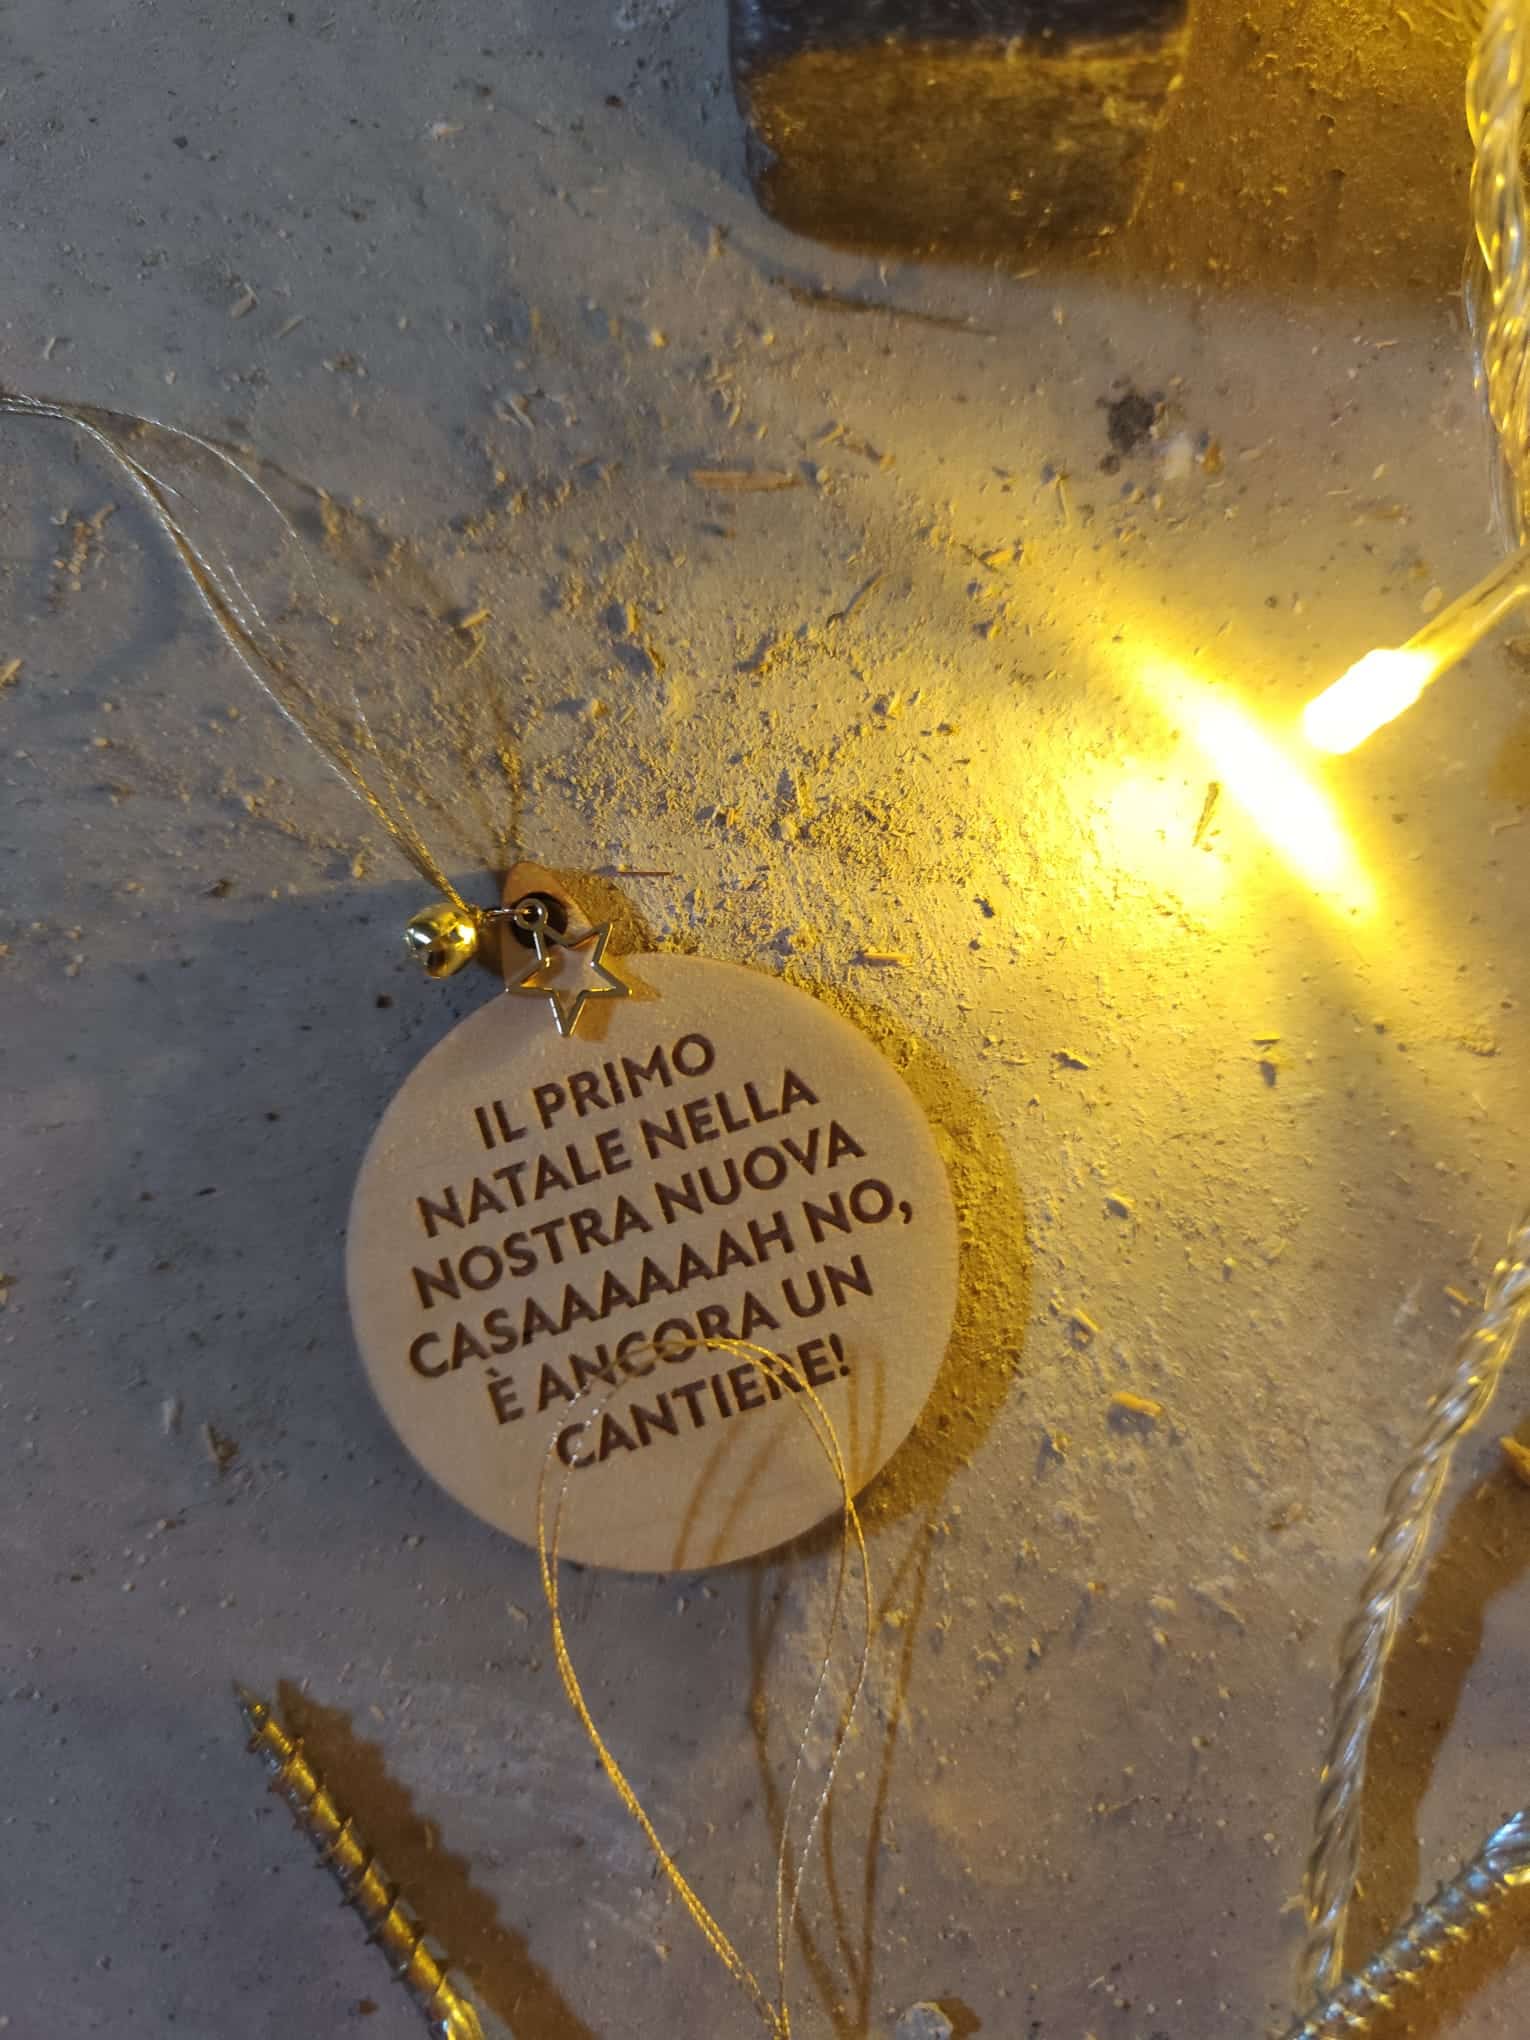 IL PRIMO
NATALE NELLA
NOSTRA NUOVA
CASAAAAAAH NO,
È ANCORA UN
CANTIERE!